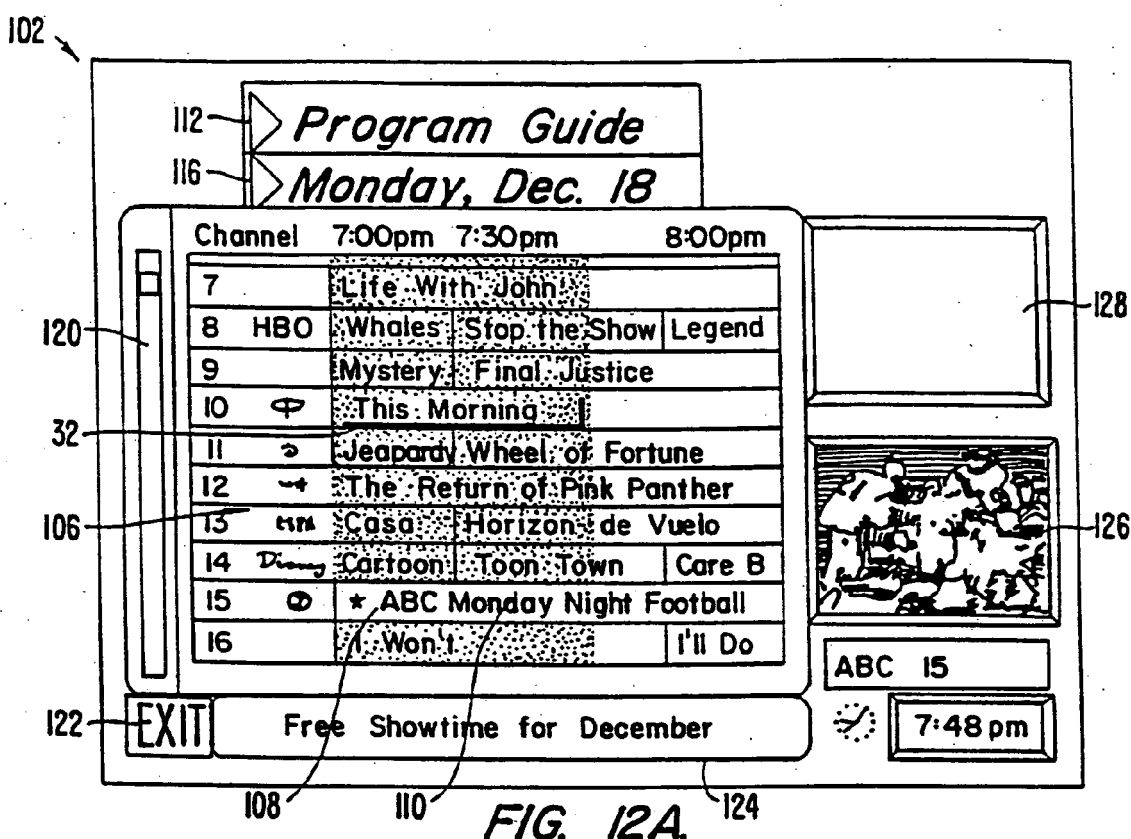 102
112
Program Guide
116
Monday, Dec. 18
Channel 7:00pm 7:30pm 8:00pm
7 Life With John
128
120
8 HBO Whales Stop the Show Legend
9 Mystery Final Justice
10 This Morning
32
11 Jeapardy Wheel of Fortune
12 The Return of Pink Panther
106
13 Casa Horizon de Vuelo
126
14 Disney Cartoon Toon Town Care B
15 ★ ABC Monday Night Football
16 I Won't I'll Do
ABC 15
122
EXIT
Free Showtime for December
7:48 pm
108
110
124
FIG. 12A.